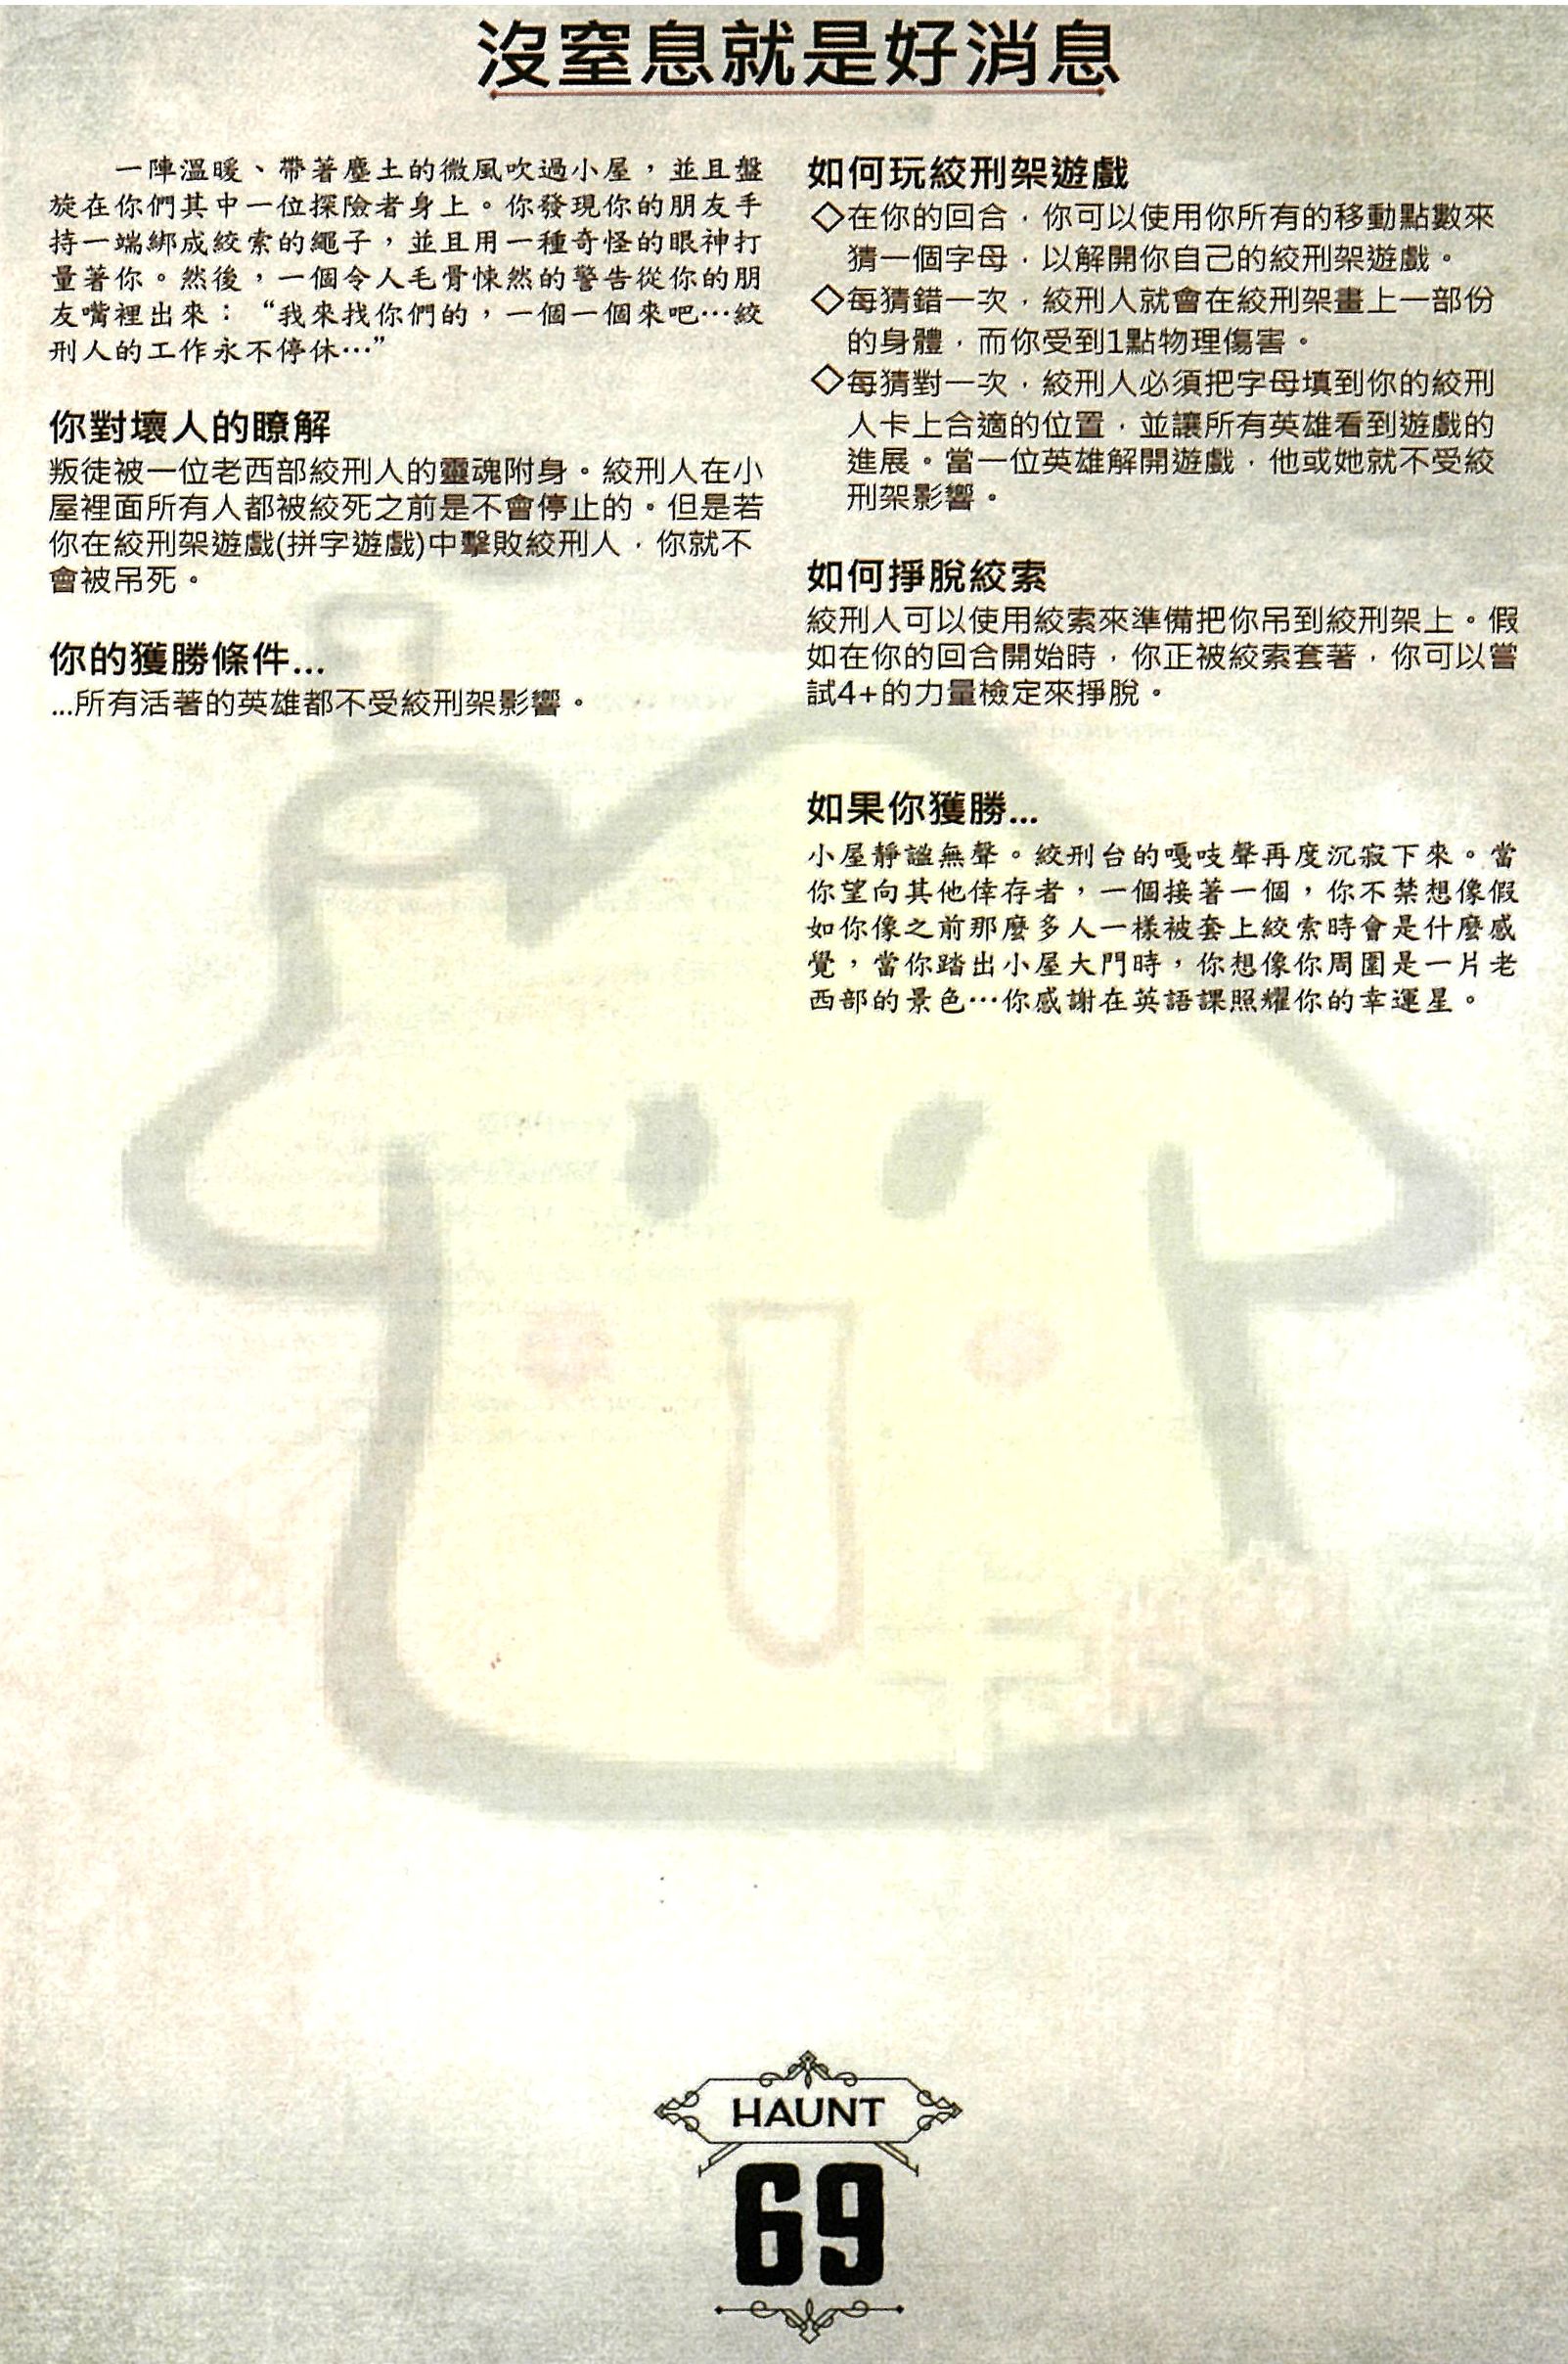 沒窒息就是好消息
一陣溫暖、帶著塵土的微風吹過小屋，並且盤
旋在你們其中一位探險者身上。你發現你的朋友手
持一端綁成絞索的繩子，並且用一種奇怪的眼神打
量著你。然後，一個令人毛骨悚然的警告從你的朋
友嘴裡出來：“我來找你們的，一個一個來吧…絞
刑人的工作永不停休…”
你對壞人的瞭解
叛徒被一位老西部絞刑人的靈魂附身。絞刑人在小
屋裡面所有人都被絞死之前是不會停止的。但是若
你在絞刑架遊戲(拼字遊戲)中擊敗絞刑人，你就不
會被吊死。
你的獲勝條件...
...所有活著的英雄都不受絞刑架影響。
如何玩絞刑架遊戲
◇在你的回合，你可以使用你所有的移動點數來
猜一個字母，以解開你自己的絞刑架遊戲。
◇每猜錯一次，絞刑人就會在絞刑架畫上一部份
的身體，而你受到1點物理傷害。
◇每猜對一次，絞刑人必須把字母填到你的絞刑
人卡上合適的位置，並讓所有英雄看到遊戲的
進展。當一位英雄解開遊戲，他或她就不受絞
刑架影響。
如何掙脫絞索
絞刑人可以使用絞索來準備把你吊到絞刑架上。假
如在你的回合開始時，你正被絞索套著，你可以嘗
試4+的力量檢定來掙脫。
如果你獲勝...
小屋靜謐無聲。絞刑台的嘎吱聲再度沉寂下來。當
你望向其他倖存者，一個接著一個，你不禁想像假
如你像之前那麼多人一樣被套上絞索時會是什麼感
覺，當你踏出小屋大門時，你想像你周圍是一片老
西部的景色…你感謝在英語課照耀你的幸運星。
HAUNT
69